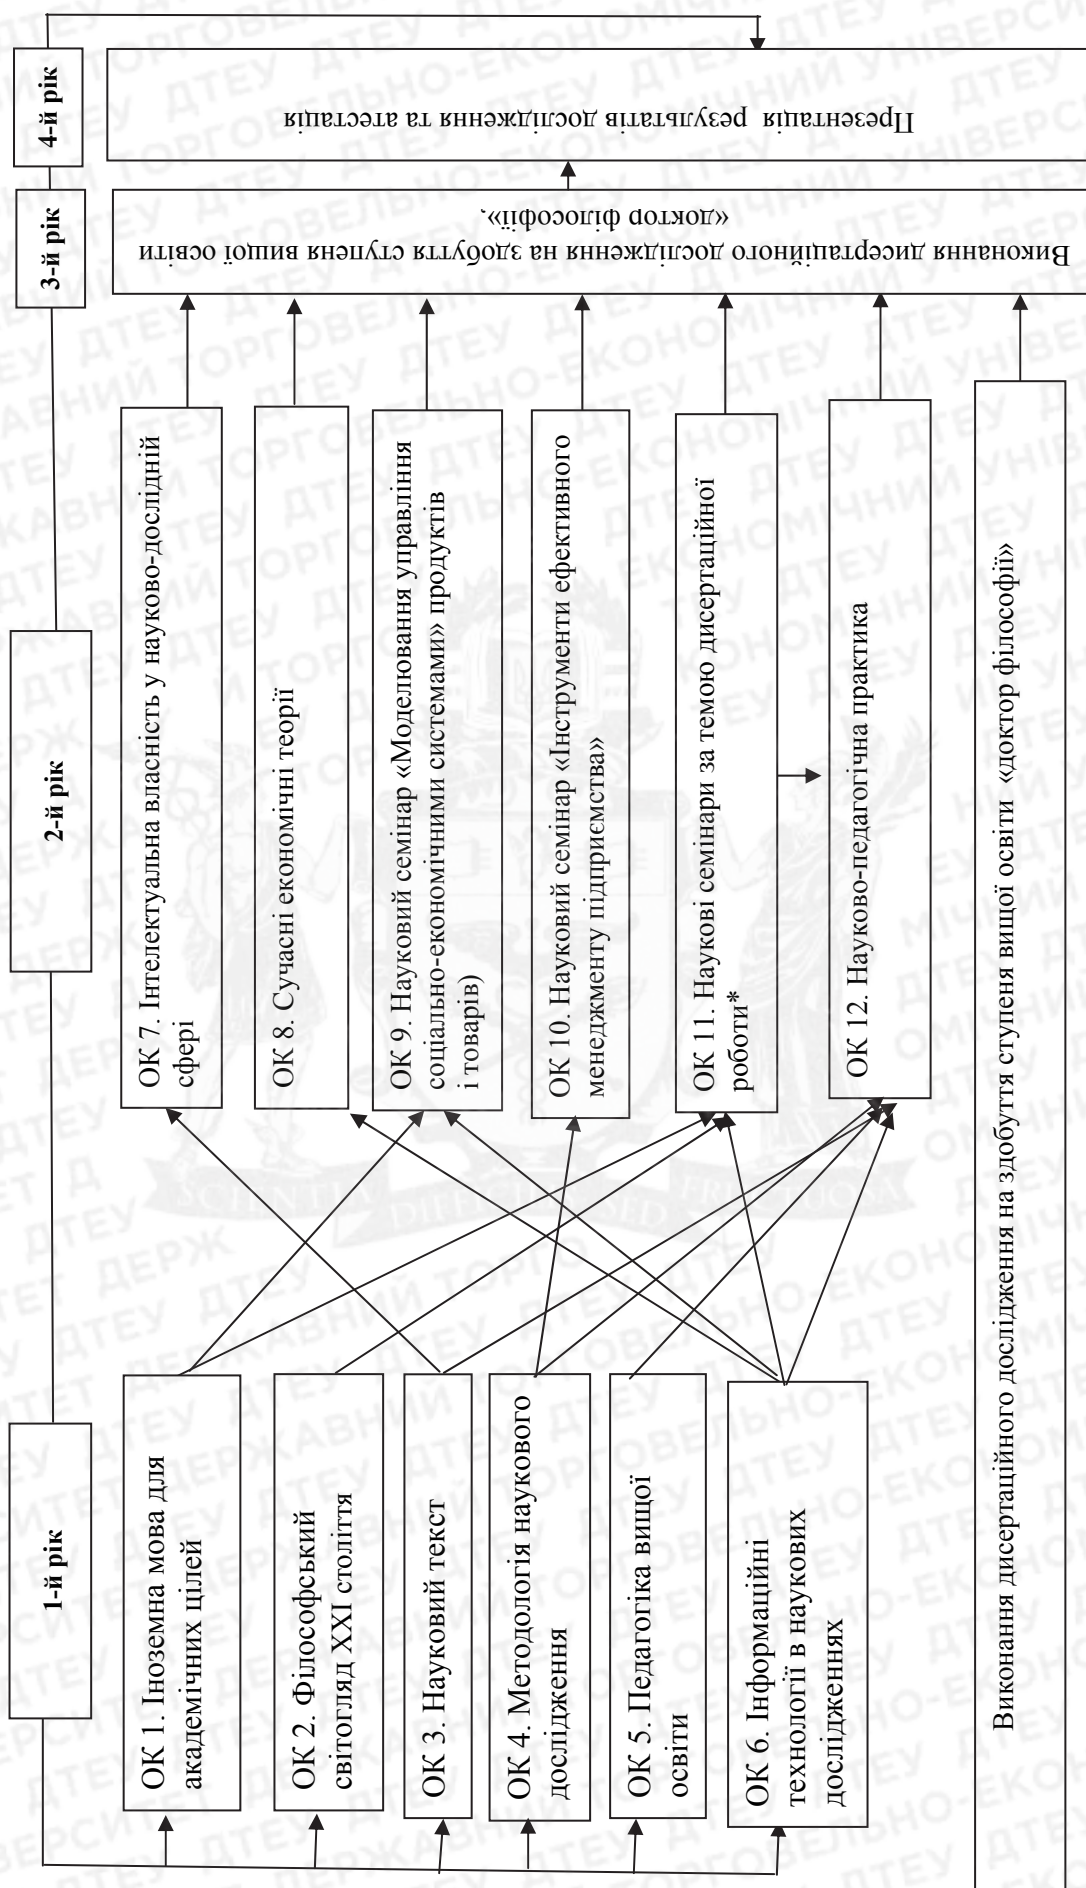 1-й рік
2-й рік
3-й рік
4-й рік
ОК 1. Іноземна мова для
академічних цілей
ОК 2. Філософський
світогляд ХХІ століття
ОК 3. Науковий текст
ОК 4. Методологія наукового
дослідження
ОК 5. Педагогіка вищої
освіти
ОК 6. Інформаційні
технології в наукових
дослідженнях
ОК 7. Інтелектуальна власність у науково-дослідній
сфері
ОК 8. Сучасні економічні теорії
ОК 9. Науковий семінар «Моделювання управління
соціально-економічними системами» продуктів
і товарів)
ОК 10. Науковий семінар «Інструменти ефективного
менеджменту підприємства»
ОК 11. Наукові семінари за темою дисертаційної
роботи*
ОК 12. Науково-педагогічна практика
Виконання дисертаційного дослідження на здобуття ступеня вищої освіти «доктор філософії»
Виконання дисертаційного дослідження на здобуття ступеня вищої освіти
«доктор філософії»,
Презентація результатів дослідження та атестація